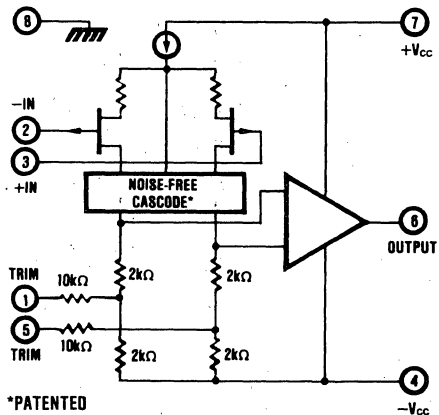 8
7
+Vcc
-IN
2
3
+IN
NOISE-FREE
CASCODE*
6
OUTPUT
TRIM
10kΩ
2kΩ
2kΩ
1
5
10kΩ
TRIM
2kΩ
2kΩ
4
-Vcc
*PATENTED